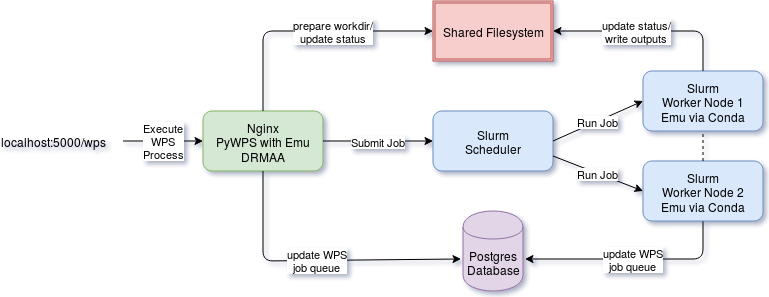 prepare workdir/
update status
Shared Filesystem
update status/
write outputs
localhost:5000/wps
Execute
WPS
Process
Nginx
PyWPS with Emu
DRMAA
Submit Job
Slurm
Scheduler
Run Job
Run Job
Slurm
Worker Node 1
Emu via Conda
Slurm
Worker Node 2
Emu via Conda
update WPS
job queue
Postgres
Database
update WPS
job queue